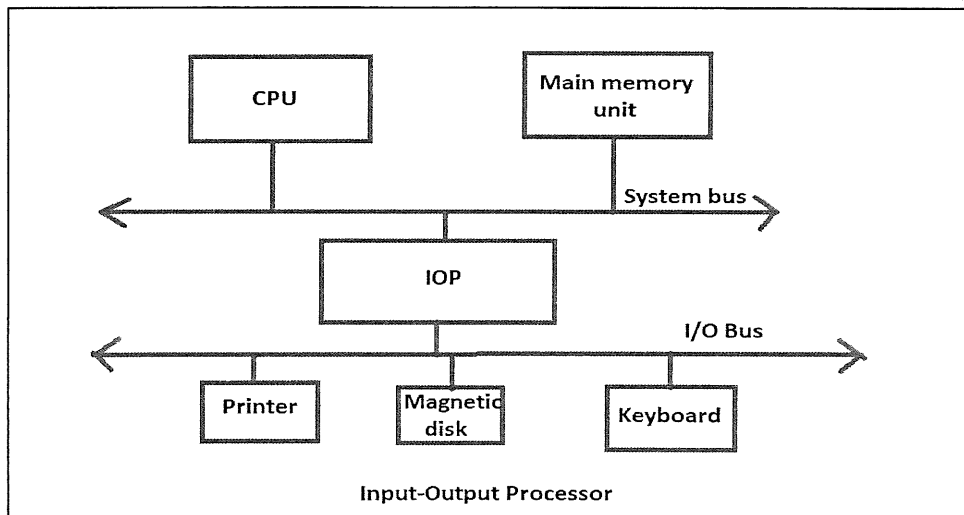 CPU
Main memory
unit
System bus
IOP
I/O Bus
Printer
Magnetic
disk
Keyboard
Input-Output Processor